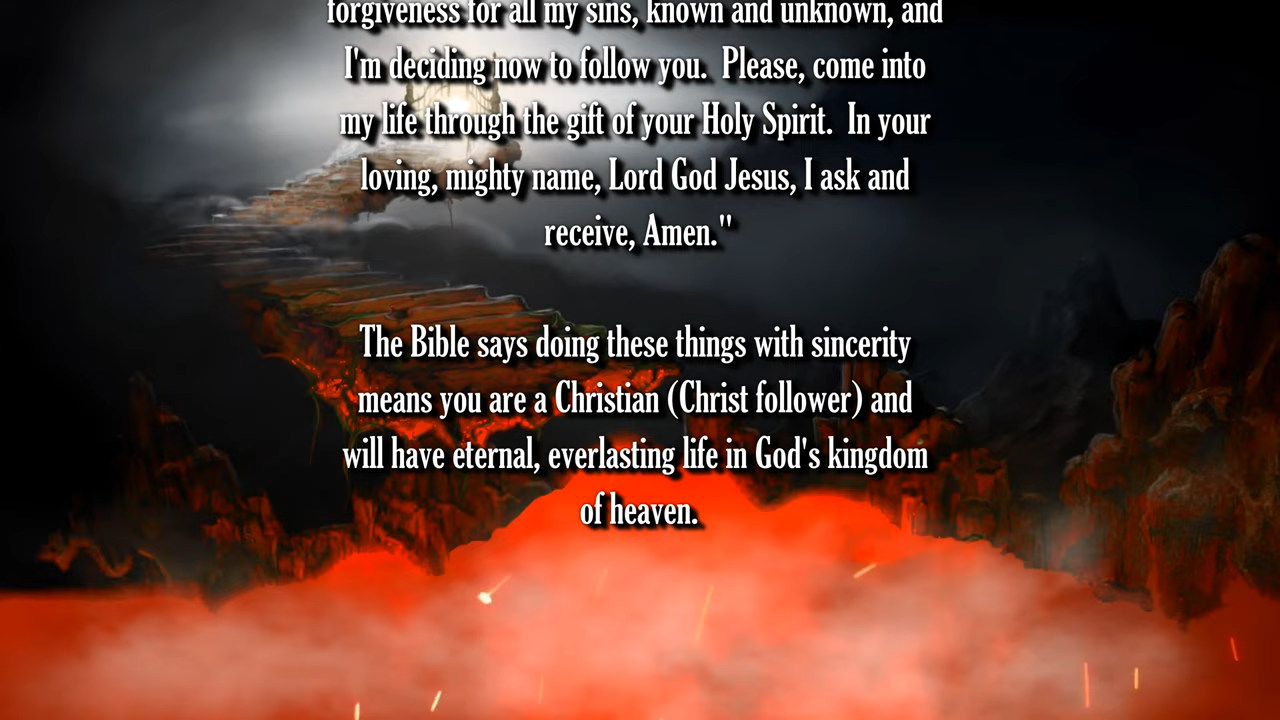 forgiveness for all my sins, known and unknown, and
I'm deciding now to follow you.  Please, come into
my life through the gift of your Holy Spirit.  In your
loving, mighty name, Lord God Jesus, I ask and
receive, Amen."
The Bible says doing these things with sincerity
means you are a Christian (Christ follower) and
will have eternal, everlasting life in God's kingdom
of heaven.